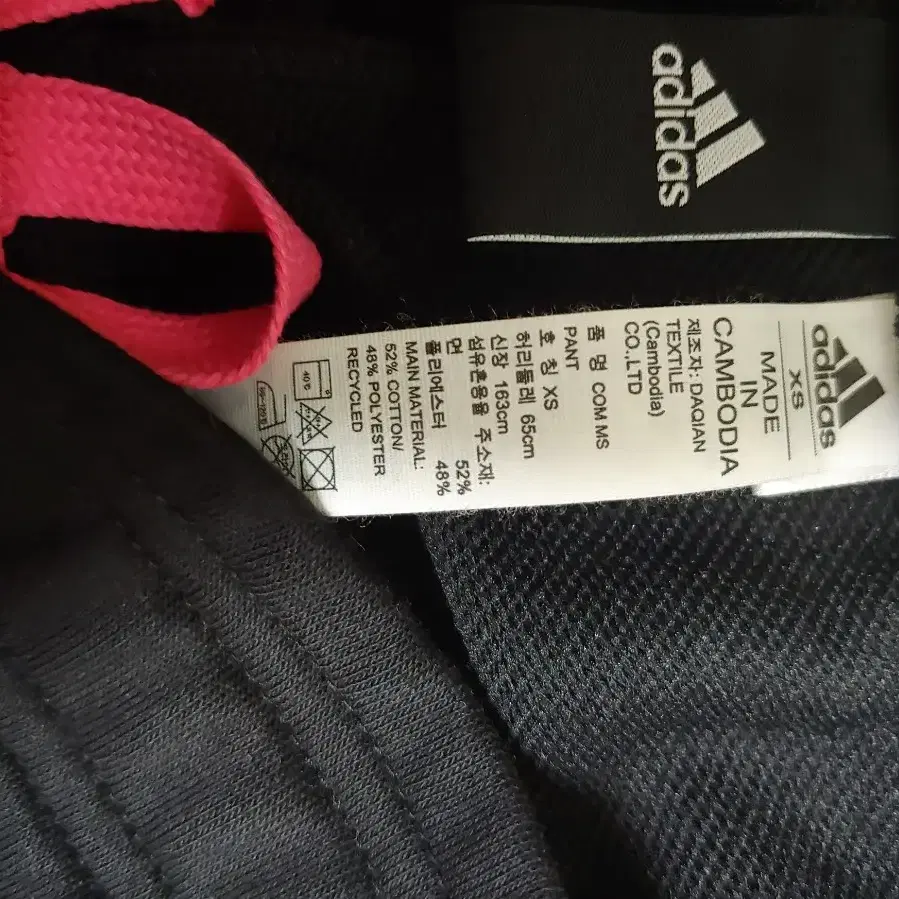 adidas
adidas
XS
MADE
IN
CAMBODIA
제조자: DAQIAN
TEXTILE
(Cambodia)
CO.,LTD
품 명 COM MS
PANT
호 칭 XS
허리둘레 65cm
신장 163cm
섬유혼용율 주소재:
면 52%
폴리에스터 48%
MAIN MATERIAL:
52% COTTON/
48% POLYESTER
RECYCLED
40℃